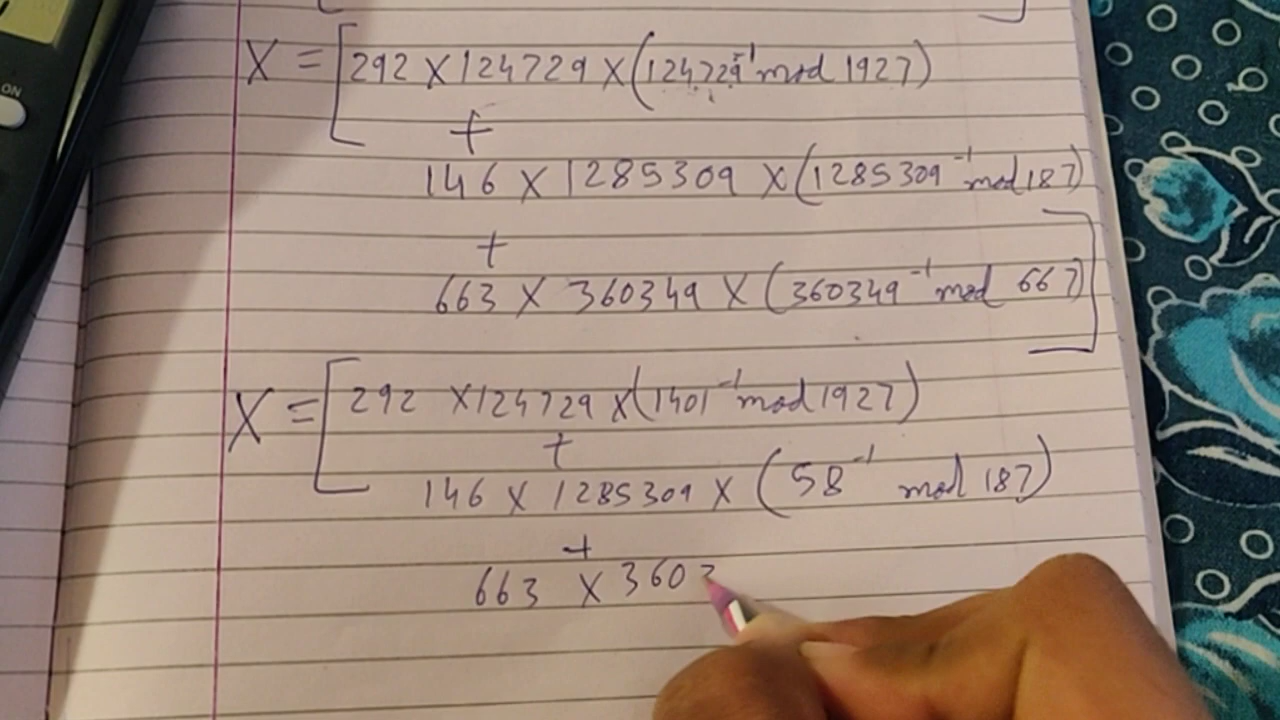 ON
X = [292 X 124729 X (124729⁻¹ mod 1927)
+
146 X 1285309 X (1285309⁻¹ mod 187)
+
663 X 360349 X (360349⁻¹ mod 667)]
X = [292 X 124729 X (1401⁻¹ mod 1927)
+
146 X 1285309 X (58⁻¹ mod 187)
+
663 X 3603